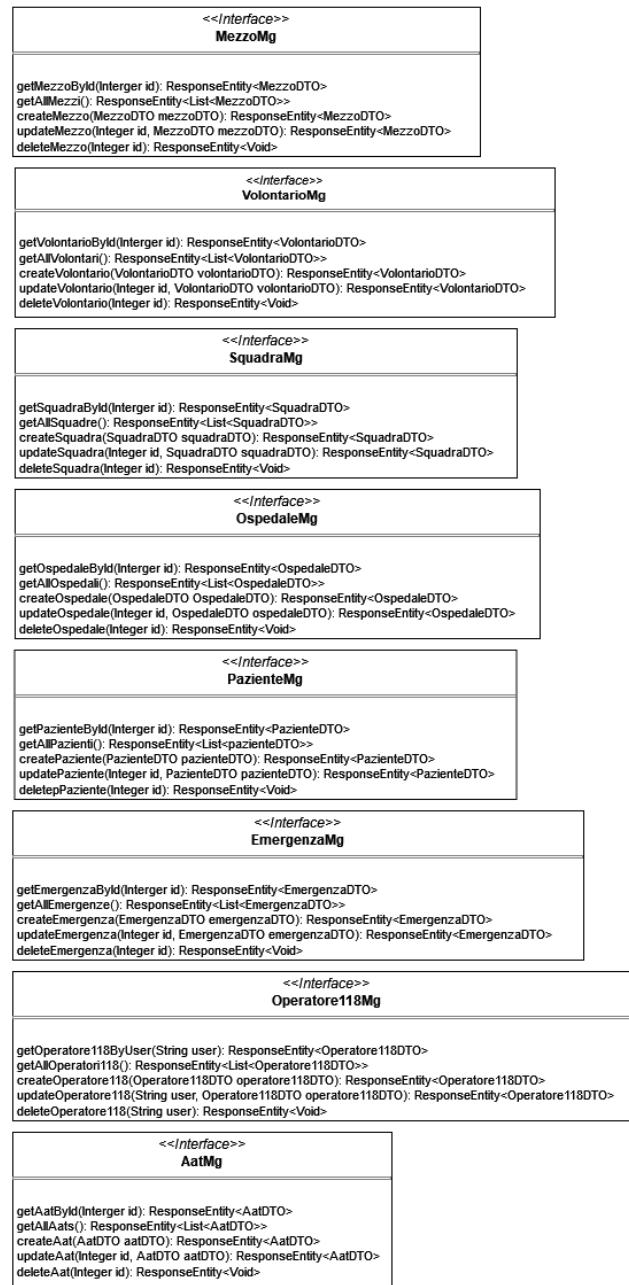 <<Interface>>
MezzoMg
getMezzoById(Interger id): ResponseEntity<MezzoDTO>
getAllMezzi(): ResponseEntity<List<MezzoDTO>>
createMezzo(MezzoDTO mezzoDTO): ResponseEntity<MezzoDTO>
updateMezzo(Integer id, MezzoDTO mezzoDTO): ResponseEntity<MezzoDTO>
deleteMezzo(Integer id): ResponseEntity<Void>
<<Interface>>
VolontarioMg
getVolontarioById(Interger id): ResponseEntity<VolontarioDTO>
getAllVolontari(): ResponseEntity<List<VolontarioDTO>>
createVolontario(VolontarioDTO volontarioDTO): ResponseEntity<VolontarioDTO>
updateVolontario(Integer id, VolontarioDTO volontarioDTO): ResponseEntity<VolontarioDTO>
deleteVolontario(Integer id): ResponseEntity<Void>
<<Interface>>
SquadraMg
getSquadraById(Interger id): ResponseEntity<SquadraDTO>
getAllSquadre(): ResponseEntity<List<SquadraDTO>>
createSquadra(SquadraDTO squadraDTO): ResponseEntity<SquadraDTO>
updateSquadra(Integer id, SquadraDTO squadraDTO): ResponseEntity<SquadraDTO>
deleteSquadra(Integer id): ResponseEntity<Void>
<<Interface>>
OspedaleMg
getOspedaleById(Interger id): ResponseEntity<OspedaleDTO>
getAllOspedali(): ResponseEntity<List<OspedaleDTO>>
createOspedale(OspedaleDTO OspedaleDTO): ResponseEntity<OspedaleDTO>
updateOspedale(Integer id, OspedaleDTO ospedaleDTO): ResponseEntity<OspedaleDTO>
deleteOspedale(Integer id): ResponseEntity<Void>
<<Interface>>
PazienteMg
getPazienteById(Interger id): ResponseEntity<PazienteDTO>
getAllPazienti(): ResponseEntity<List<pazienteDTO>>
createPaziente(PazienteDTO pazienteDTO): ResponseEntity<PazienteDTO>
updatePaziente(Integer id, PazienteDTO pazienteDTO): ResponseEntity<PazienteDTO>
deletepPaziente(Integer id): ResponseEntity<Void>
<<Interface>>
EmergenzaMg
getEmergenzaById(Interger id): ResponseEntity<EmergenzaDTO>
getAllEmergenze(): ResponseEntity<List<EmergenzaDTO>>
createEmergenza(EmergenzaDTO emergenzaDTO): ResponseEntity<EmergenzaDTO>
updateEmergenza(Integer id, EmergenzaDTO emergenzaDTO): ResponseEntity<EmergenzaDTO>
deleteEmergenza(Integer id): ResponseEntity<Void>
<<Interface>>
Operatore118Mg
getOperatore118ByUser(String user): ResponseEntity<Operatore118DTO>
getAllOperatori118(): ResponseEntity<List<Operatore118DTO>>
createOperatore118(Operatore118DTO operatore118DTO): ResponseEntity<Operatore118DTO>
updateOperatore118(String user, Operatore118DTO operatore118DTO): ResponseEntity<Operatore118DTO>
deleteOperatore118(String user): ResponseEntity<Void>
<<Interface>>
AatMg
getAatById(Interger id): ResponseEntity<AatDTO>
getAllAats(): ResponseEntity<List<AatDTO>>
createAat(AatDTO aatDTO): ResponseEntity<AatDTO>
updateAat(Integer id, AatDTO aatDTO): ResponseEntity<AatDTO>
deleteAat(Integer id): ResponseEntity<Void>